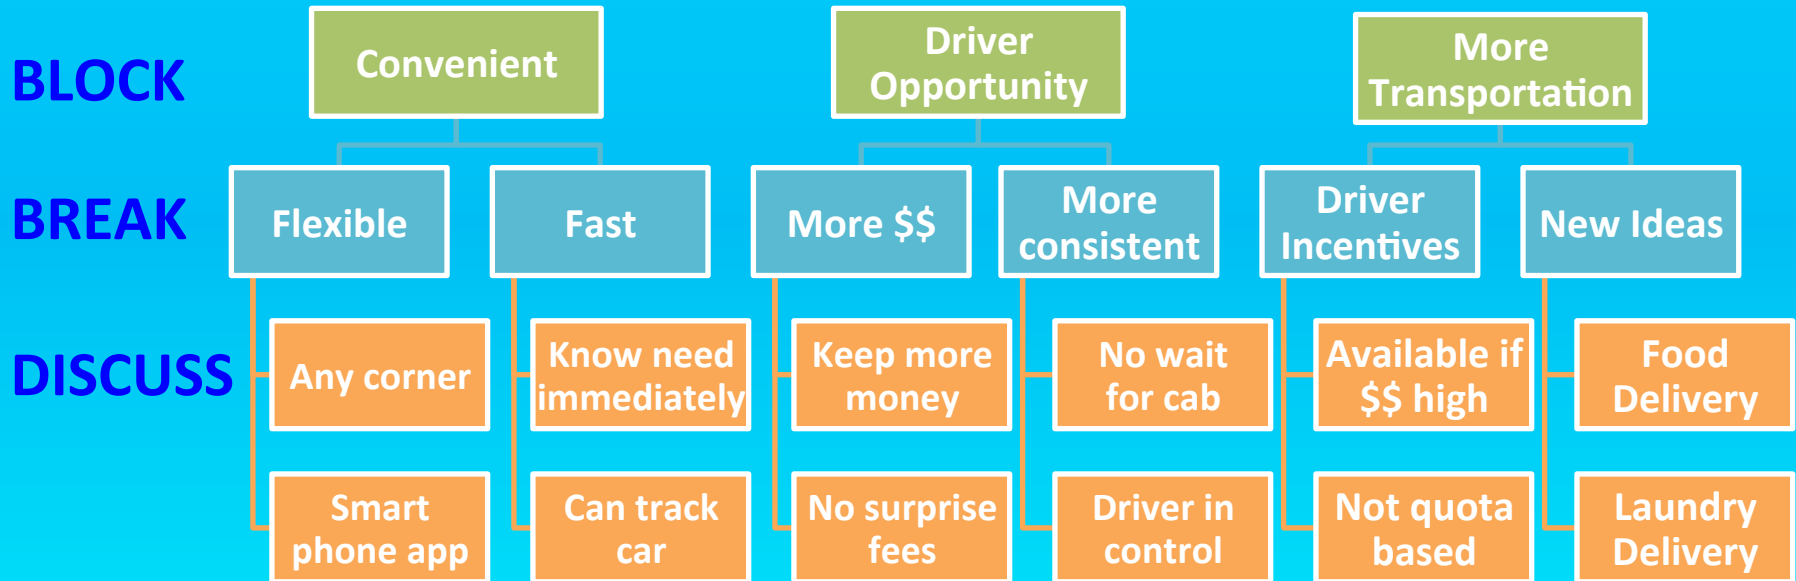 BLOCK
Convenient
Driver
Opportunity
More
Transportation
BREAK
Flexible
Fast
More $$
More
consistent
Driver
Incentives
New Ideas
DISCUSS
Any corner
Know need
immediately
Keep more
money
No wait
for cab
Available if
$$ high
Food
Delivery
Smart
phone app
Can track
car
No surprise
fees
Driver in
control
Not quota
based
Laundry
Delivery